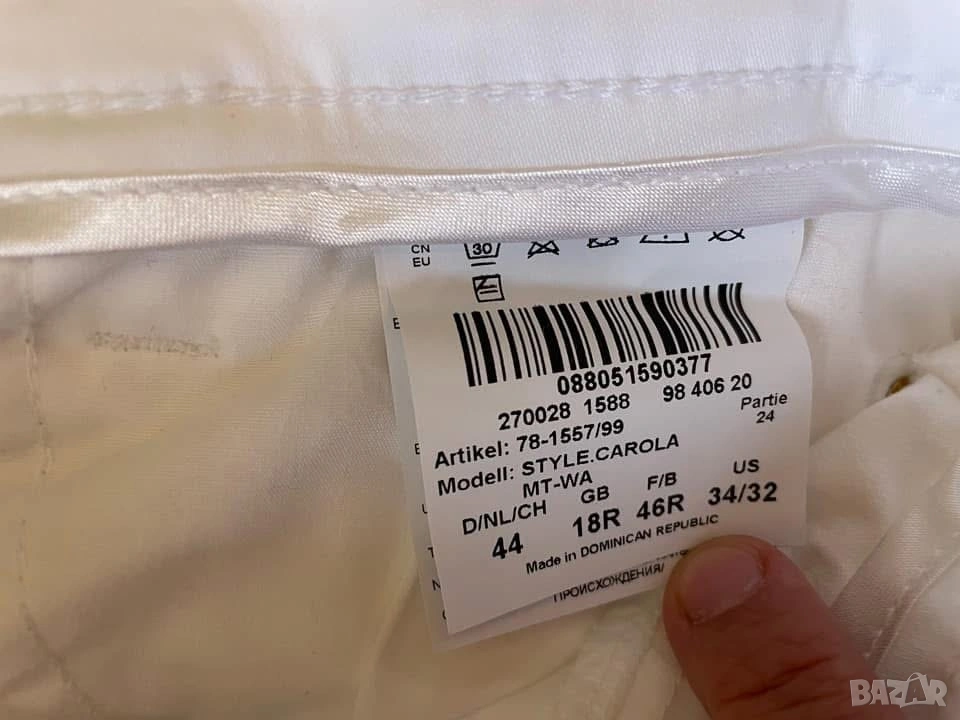 CN
EU
30
088051590377
270028 1588 98 406 20
Artikel: 78-1557/99 Partie
Modell: STYLE.CAROLA 24
MT-WA
D/NL/CH GB F/B US
44 18R 46R 34/32
Made in DOMINICAN REPUBLIC
ПРОИСХОЖДЕНИЯ/
BAZAR